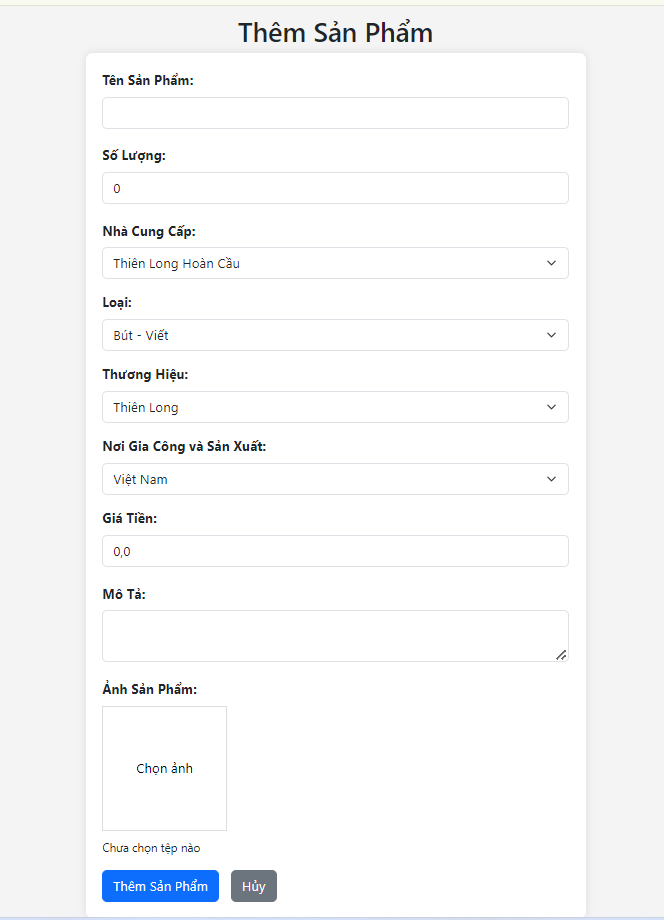 Thêm Sản Phẩm
Tên Sản Phẩm:
Số Lượng:
0
Nhà Cung Cấp:
Thiên Long Hoàn Cầu
Loại:
Bút - Viết
Thương Hiệu:
Thiên Long
Nơi Gia Công và Sản Xuất:
Việt Nam
Giá Tiền:
0,0
Mô Tả:
Ảnh Sản Phẩm:
Chọn ảnh
Chưa chọn tệp nào
Thêm Sản Phẩm Hủy